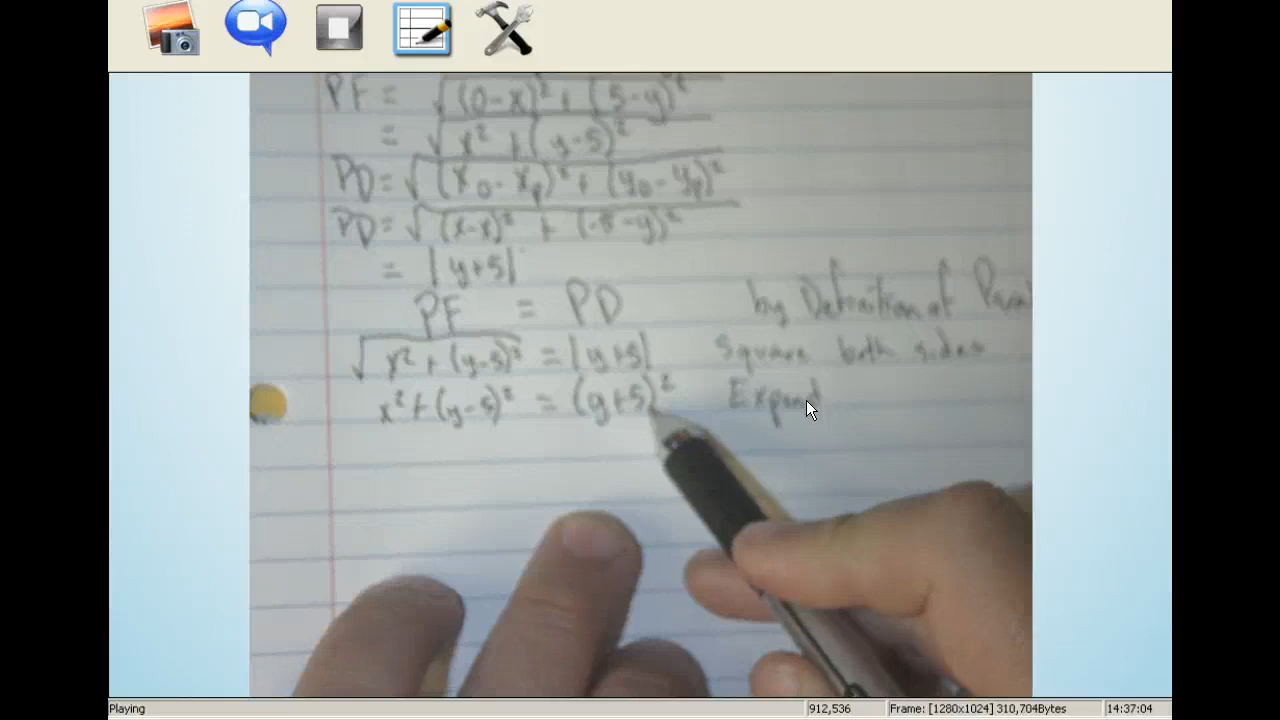 PF = √(0-x)² + (5-y)²
= √x² + (y-5)²
PD = √(x_D - x_p)² + (y_D - y_p)²
PD = √(x-x)² + (-5-y)²
= |y+5|
PF = PD by Definition of Para
√x² + (y-5)² = |y+5| Square both sides
x² + (y-5)² = (y+5)² Expand
Playing 912,536 Frame: [1280x1024] 310,704Bytes 14:37:04